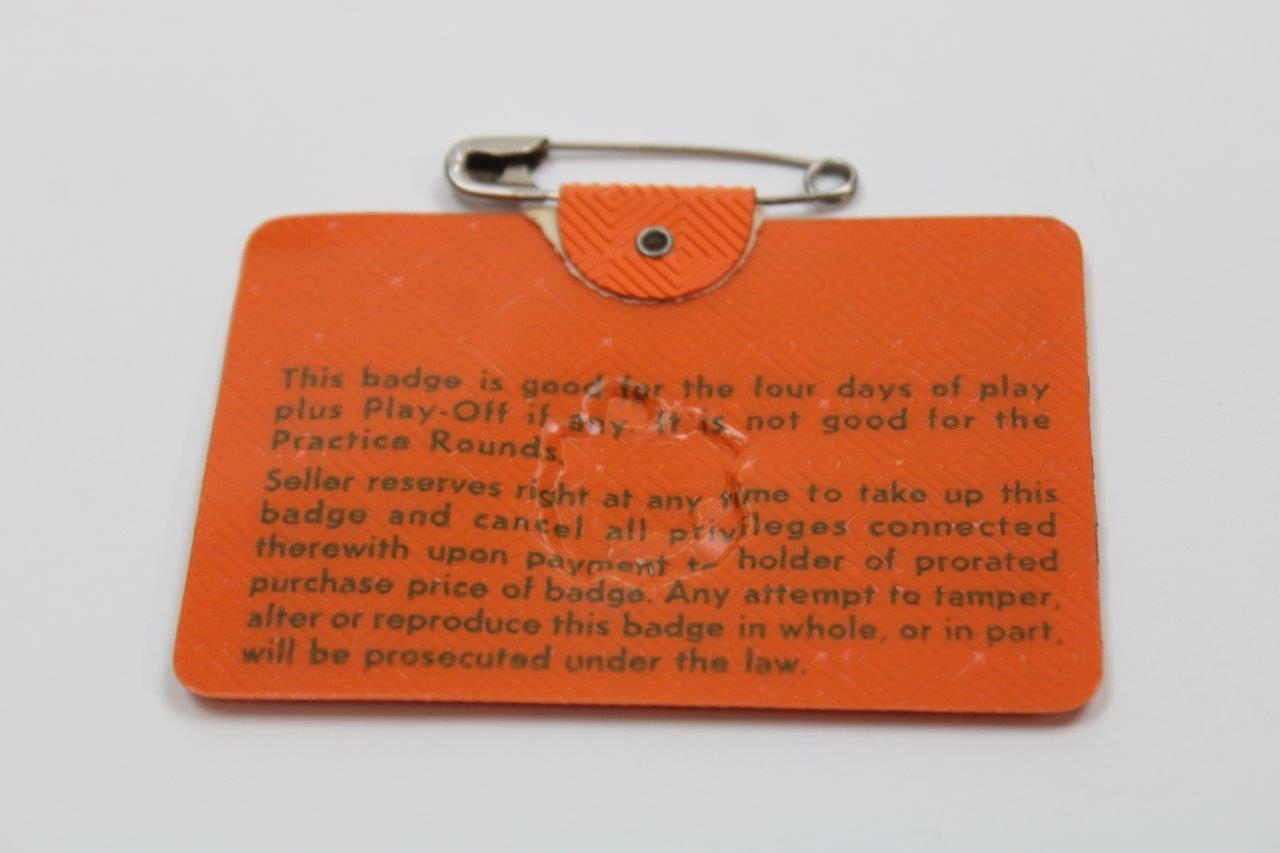 This badge is good for the four days of play
plus Play-Off if any. It is not good for the
Practice Rounds.
Seller reserves right at any time to take up this
badge and cancel all privileges connected
therewith upon payment to holder of prorated
purchase price of badge. Any attempt to tamper,
alter or reproduce this badge in whole, or in part,
will be prosecuted under the law.